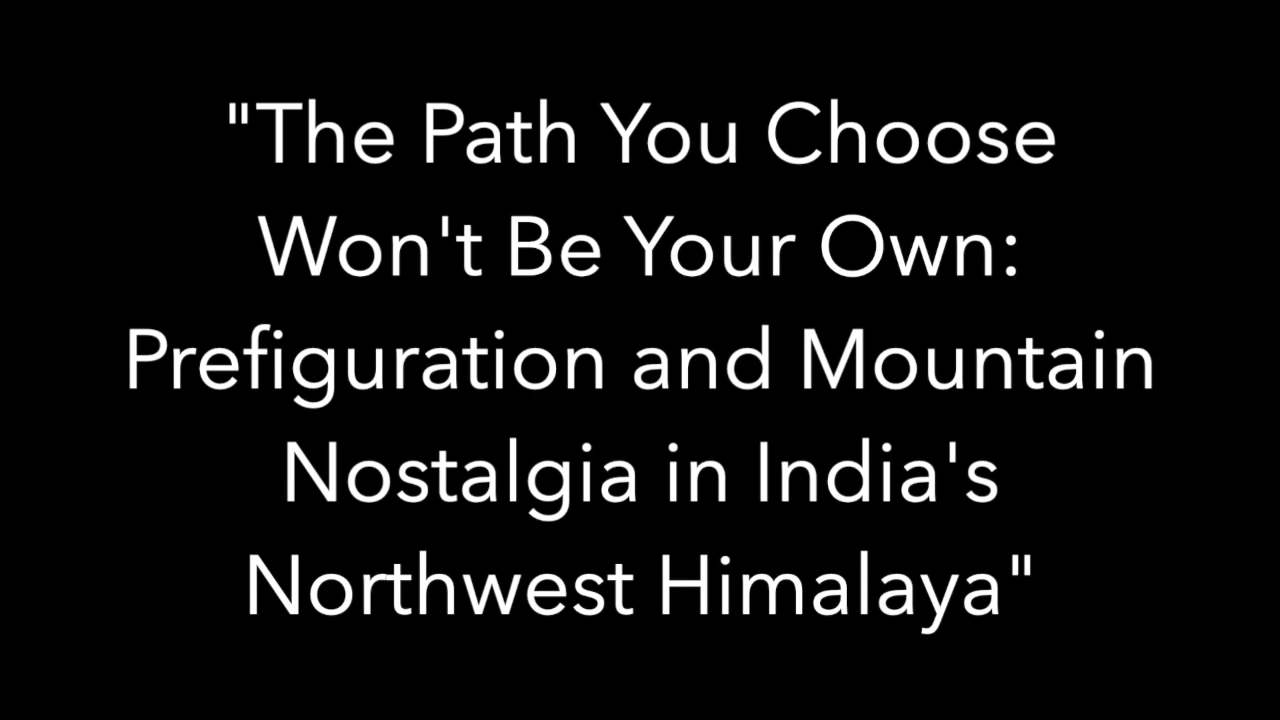 "The Path You Choose
Won't Be Your Own:
Prefiguration and Mountain
Nostalgia in India's
Northwest Himalaya"